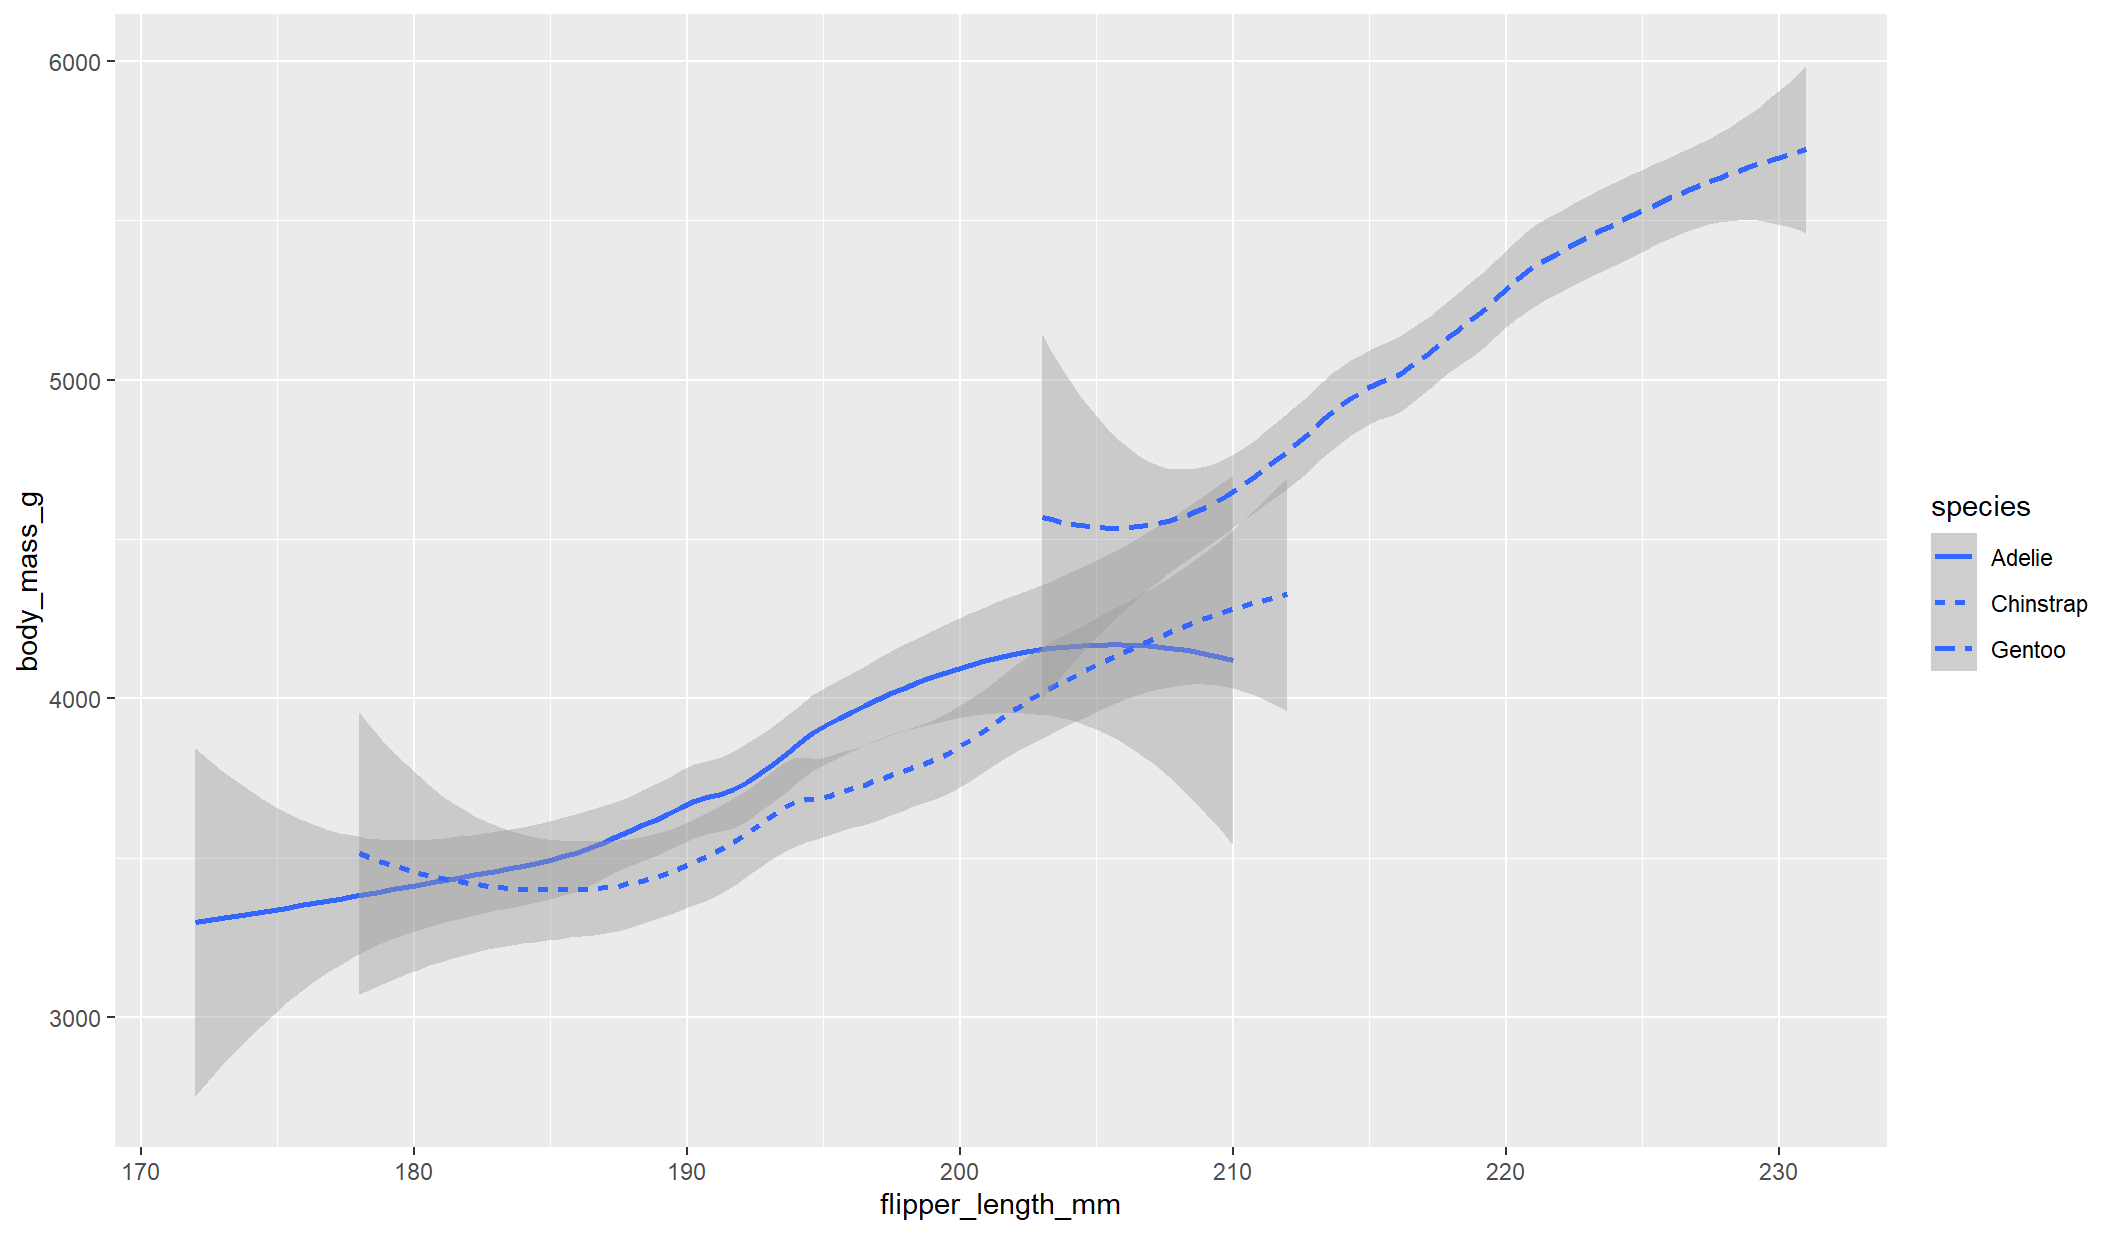 6000
5000
4000
3000
body_mass_g
170 180 190 200 210 220 230
flipper_length_mm
species
Adelie
Chinstrap
Gentoo